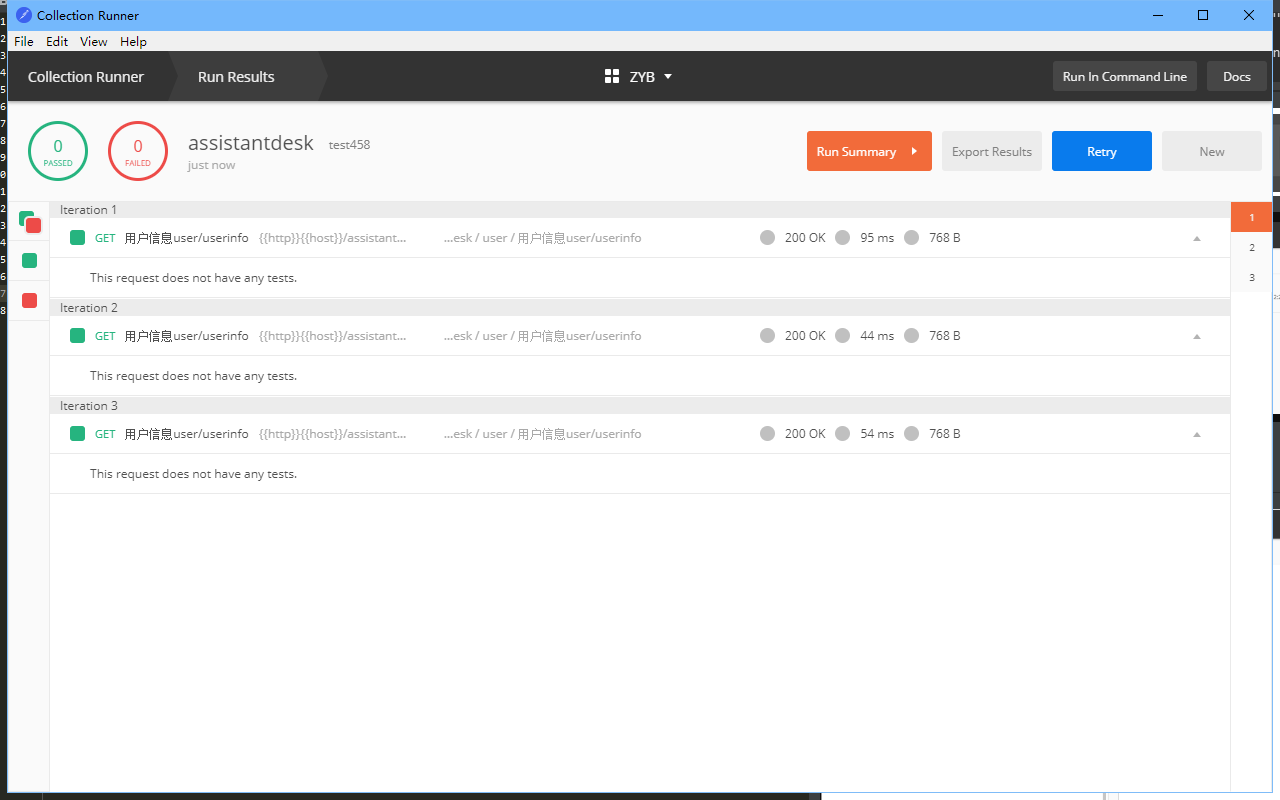 Collection Runner
File Edit View Help
Collection Runner Run Results ZYB Run In Command Line Docs
0 PASSED 0 FAILED assistantdesk test458
just now
Run Summary Export Results Retry New
Iteration 1
GET 用户信息user/userinfo {{http}}{{host}}/assistant... ...esk / user / 用户信息user/userinfo 200 OK 95 ms 768 B
This request does not have any tests.
Iteration 2
GET 用户信息user/userinfo {{http}}{{host}}/assistant... ...esk / user / 用户信息user/userinfo 200 OK 44 ms 768 B
This request does not have any tests.
Iteration 3
GET 用户信息user/userinfo {{http}}{{host}}/assistant... ...esk / user / 用户信息user/userinfo 200 OK 54 ms 768 B
This request does not have any tests.
1
2
3